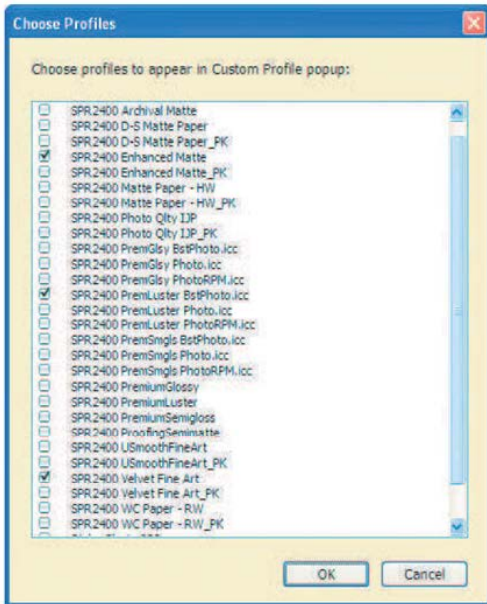 Choose Profiles
Choose profiles to appear in Custom Profile popup:
SPR2400 Archival Matte
SPR2400 D-S Matte Paper
SPR2400 D-S Matte Paper_PK
SPR2400 Enhanced Matte
SPR2400 Enhanced Matte_PK
SPR2400 Matte Paper - HW
SPR2400 Matte Paper - HW_PK
SPR2400 Photo Qlty IJP
SPR2400 Photo Qlty IJP_PK
SPR2400 PremGlsy BstPhoto.icc
SPR2400 PremGlsy Photo.icc
SPR2400 PremGlsy PhotoRPM.icc
SPR2400 PremLuster BstPhoto.icc
SPR2400 PremLuster Photo.icc
SPR2400 PremLuster PhotoRPM.icc
SPR2400 PremSmgls BstPhoto.icc
SPR2400 PremSmgls Photo.icc
SPR2400 PremSmgls PhotoRPM.icc
SPR2400 PremiumGlossy
SPR2400 PremiumLuster
SPR2400 PremiumSemigloss
SPR2400 ProofingSemimatte
SPR2400 USmoothFineArt
SPR2400 USmoothFineArt_PK
SPR2400 Velvet Fine Art
SPR2400 Velvet Fine Art_PK
SPR2400 WC Paper - RW
SPR2400 WC Paper - RW_PK
OK Cancel